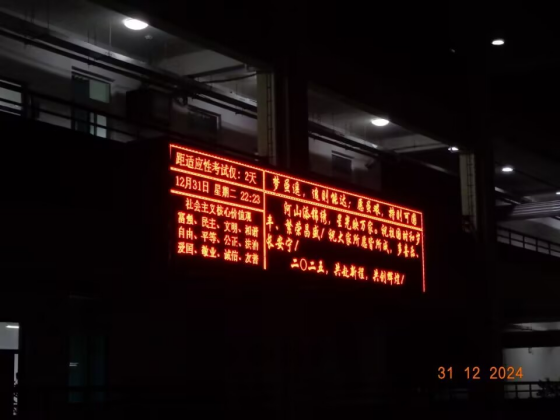 距适应性考试仅：2天
12月31日 星期二 22:23
社会主义核心价值观
富强、民主、文明、和谐
自由、平等、公正、法治
爱国、敬业、诚信、友善
梦虽遥，追则能达；愿虽艰，持则可圆
河山添锦绣，星光映万家，祝祖国时和岁
丰、繁荣昌盛！祝大家所愿皆所成，多喜乐、
长安宁！
二〇二五，共赴新程，共创辉煌！
31 12 2024